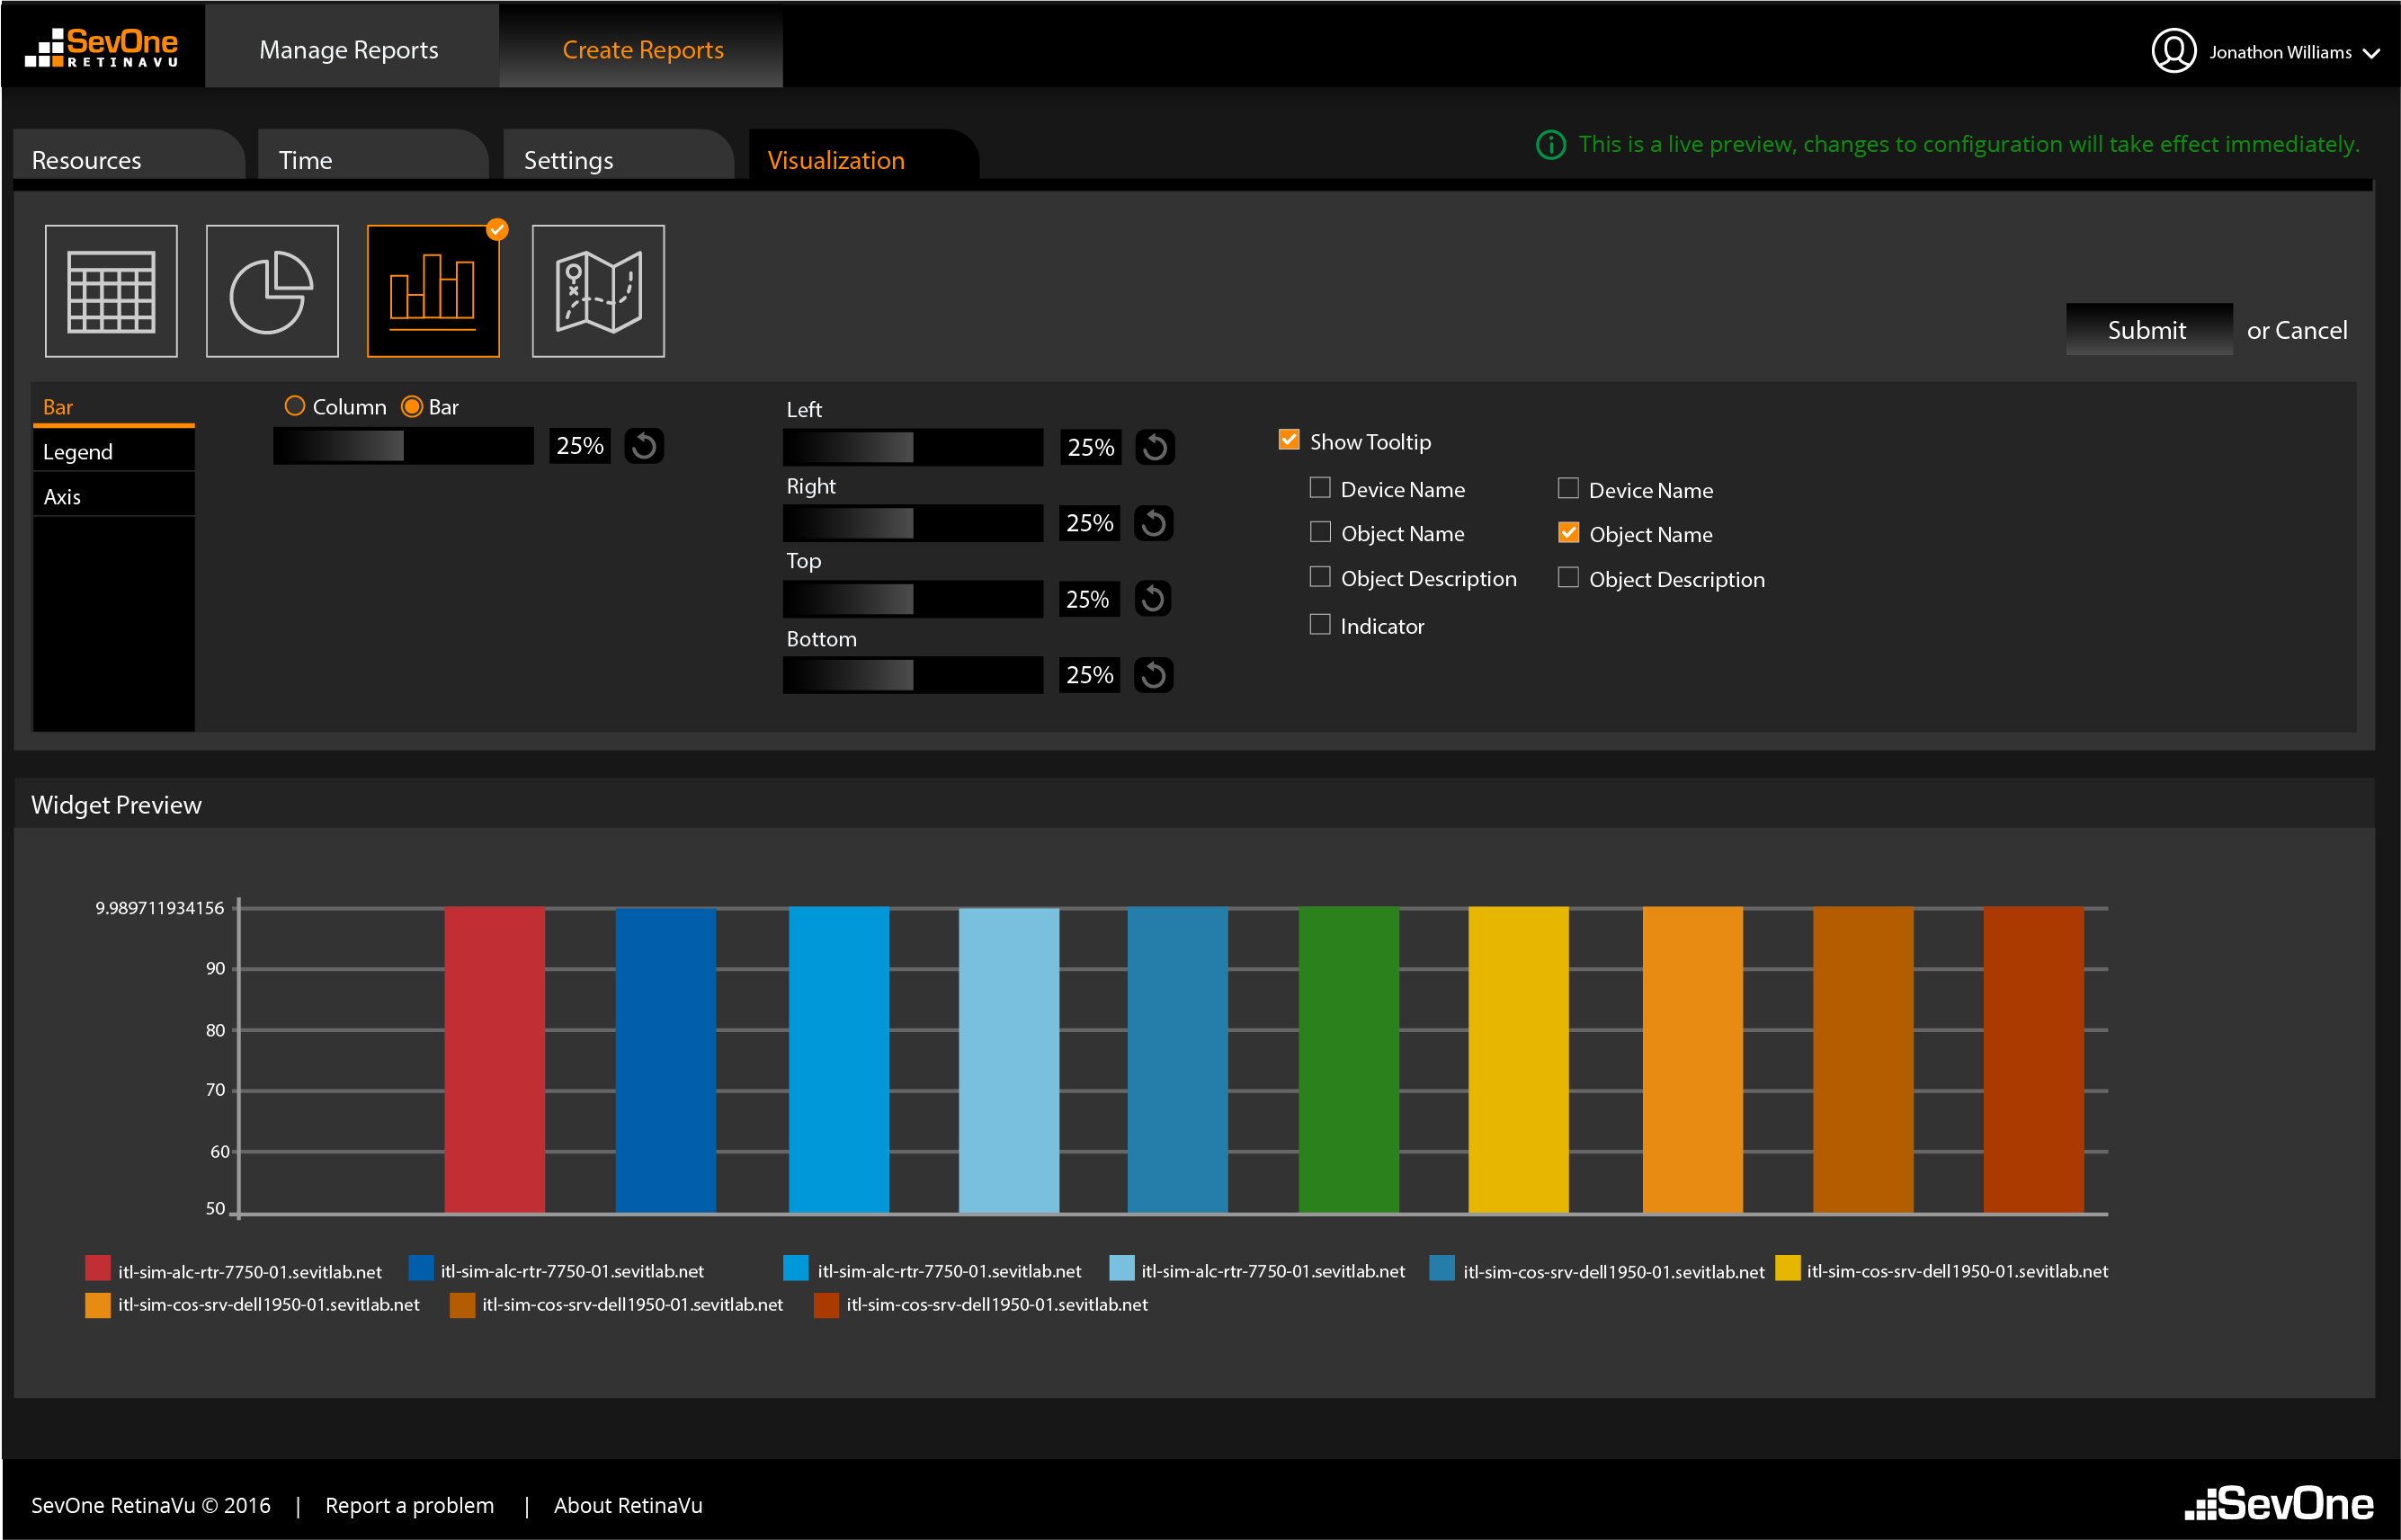 SevOne
RETINAVU
Manage Reports
Create Reports
Jonathon Williams
Resources
Time
Settings
Visualization
This is a live preview, changes to configuration will take effect immediately.
Submit
or Cancel
Bar
Legend
Axis
Column
Bar
25%
Left
25%
Right
25%
Top
25%
Bottom
25%
Show Tooltip
Device Name
Device Name
Object Name
Object Name
Object Description
Object Description
Indicator
Widget Preview
9.989711934156
90
80
70
60
50
itl-sim-alc-rtr-7750-01.sevitlab.net
itl-sim-alc-rtr-7750-01.sevitlab.net
itl-sim-alc-rtr-7750-01.sevitlab.net
itl-sim-alc-rtr-7750-01.sevitlab.net
itl-sim-cos-srv-dell1950-01.sevitlab.net
itl-sim-cos-srv-dell1950-01.sevitlab.net
itl-sim-cos-srv-dell1950-01.sevitlab.net
itl-sim-cos-srv-dell1950-01.sevitlab.net
itl-sim-cos-srv-dell1950-01.sevitlab.net
SevOne RetinaVu © 2016 | Report a problem | About RetinaVu
SevOne